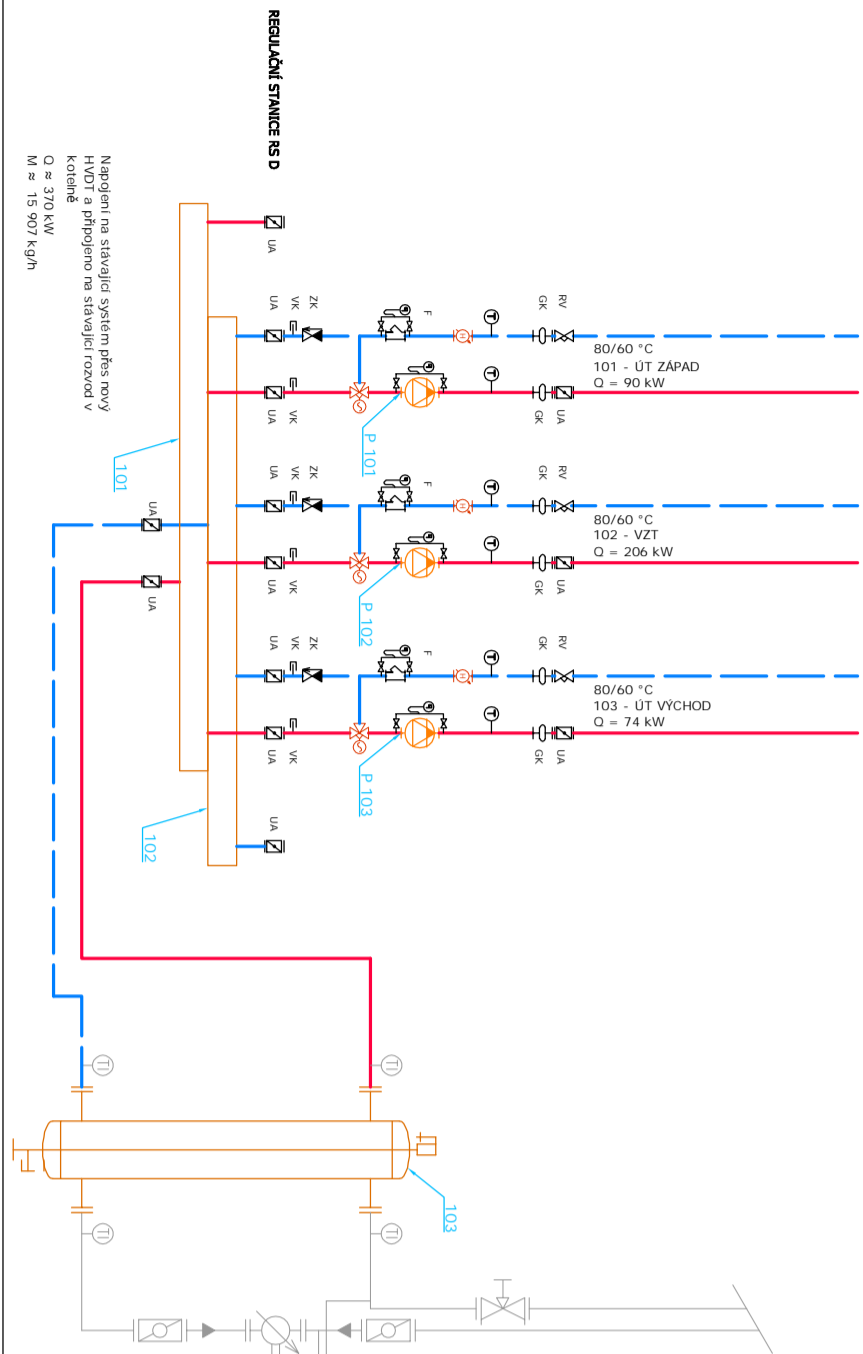 REGULAČNÍ STANICE RS D
Napojení na stávající systém přes nový
HVDT a připojeno na stávající rozvod v
kotelně
Q ≈ 370 kW
M ≈ 15 907 kg/h
UA
UA
VK
ZK
F
H
T
GK
RV
80/60 °C
101 - ÚT ZÁPAD
Q = 90 kW
UA
VK
P 101
T
GK
UA
UA
VK
ZK
F
H
T
GK
RV
80/60 °C
102 - VZT
Q = 206 kW
UA
VK
P 102
T
GK
UA
UA
VK
ZK
F
H
T
GK
RV
80/60 °C
103 - ÚT VÝCHOD
Q = 74 kW
UA
VK
P 103
T
GK
UA
UA
101
102
UA
UA
TI
TI
103
TI
TI